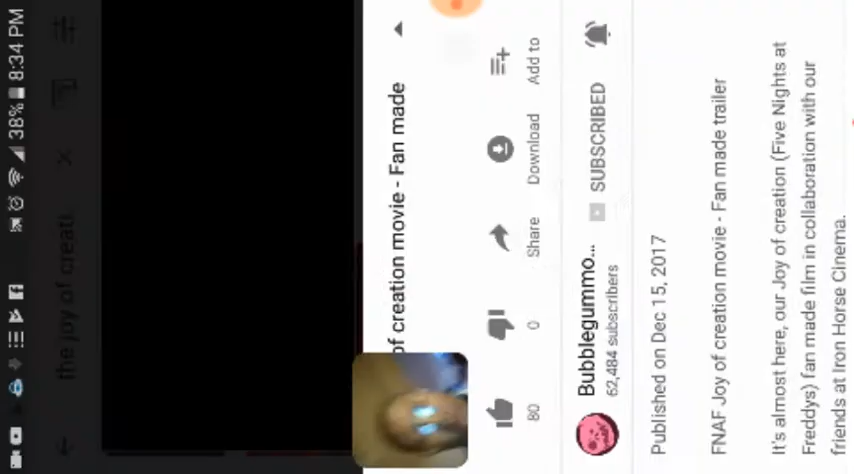 38% 8:34 PM
the joy of creati
of creation movie - Fan made
80
0
Share
Download
Add to
Bubblegummo...
62,484 subscribers
SUBSCRIBED
Published on Dec 15, 2017
FNAF Joy of creation movie - Fan made trailer
It's almost here, our Joy of creation (Five Nights at
Freddys) fan made film in collaboration with our
friends at Iron Horse Cinema.